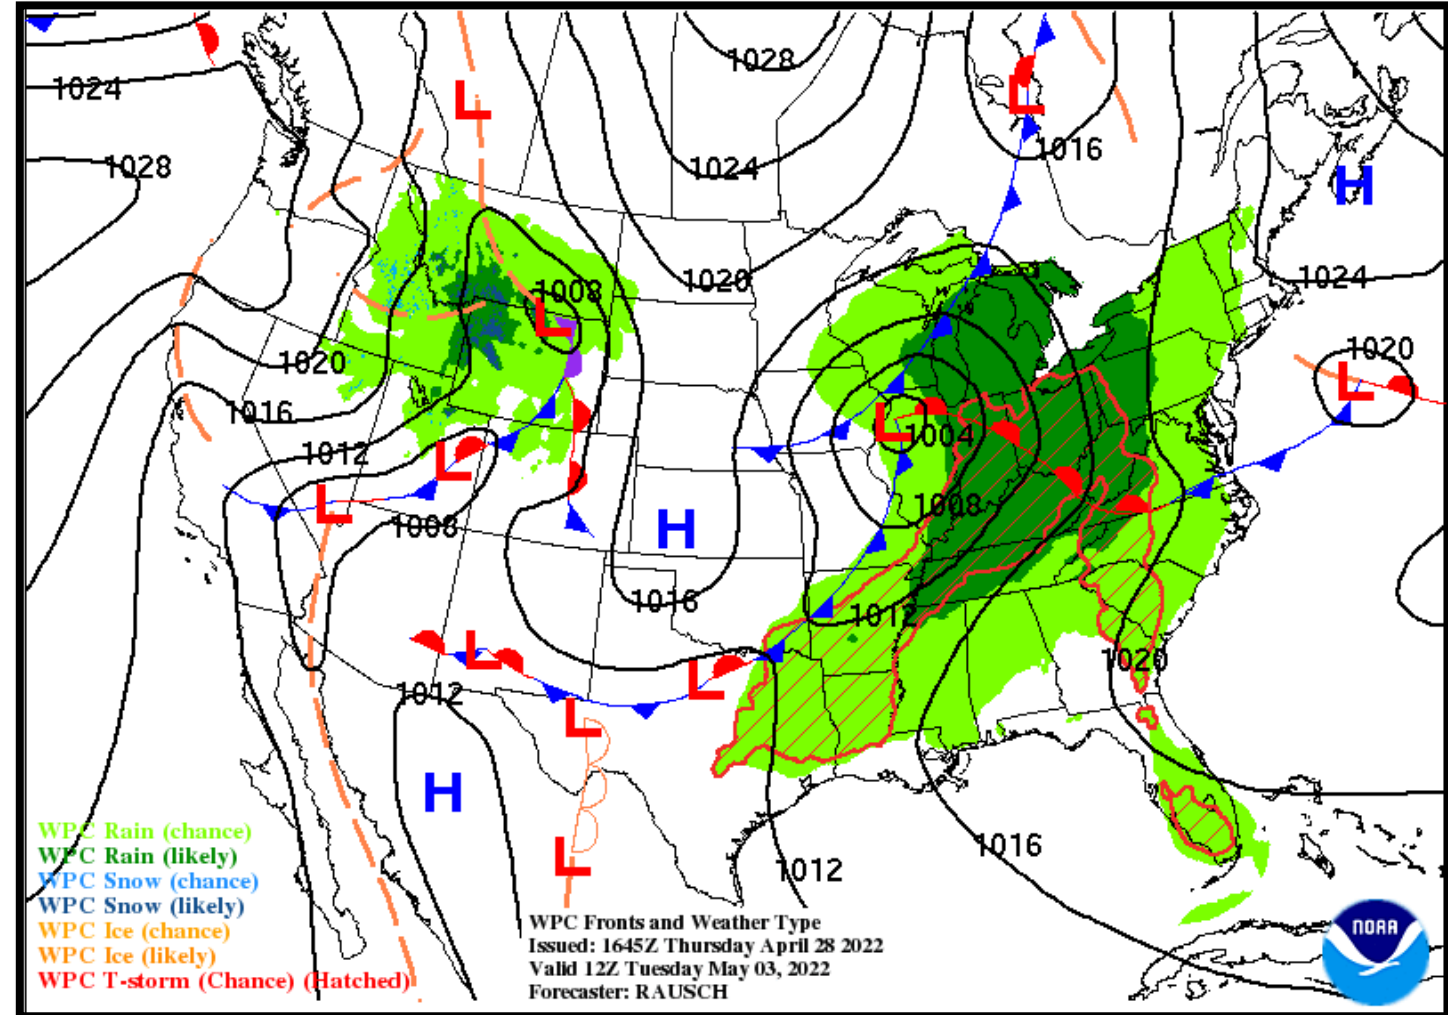 1028
1024
1016
1028
1024
H
1020
1024
1008
1020
1020
1016
1004
1012
1008
1008
H
1016
1012
1020
1012
H
1016
1012
L
L
L
L
L
L
L
L
L
L
L
WPC Rain (chance)
WPC Rain (likely)
WPC Snow (chance)
WPC Snow (likely)
WPC Ice (chance)
WPC Ice (likely)
WPC T-storm (Chance) (Hatched)
WPC Fronts and Weather Type
Issued: 1645Z Thursday April 28 2022
Valid 12Z Tuesday May 03, 2022
Forecaster: RAUSCH
NOAA